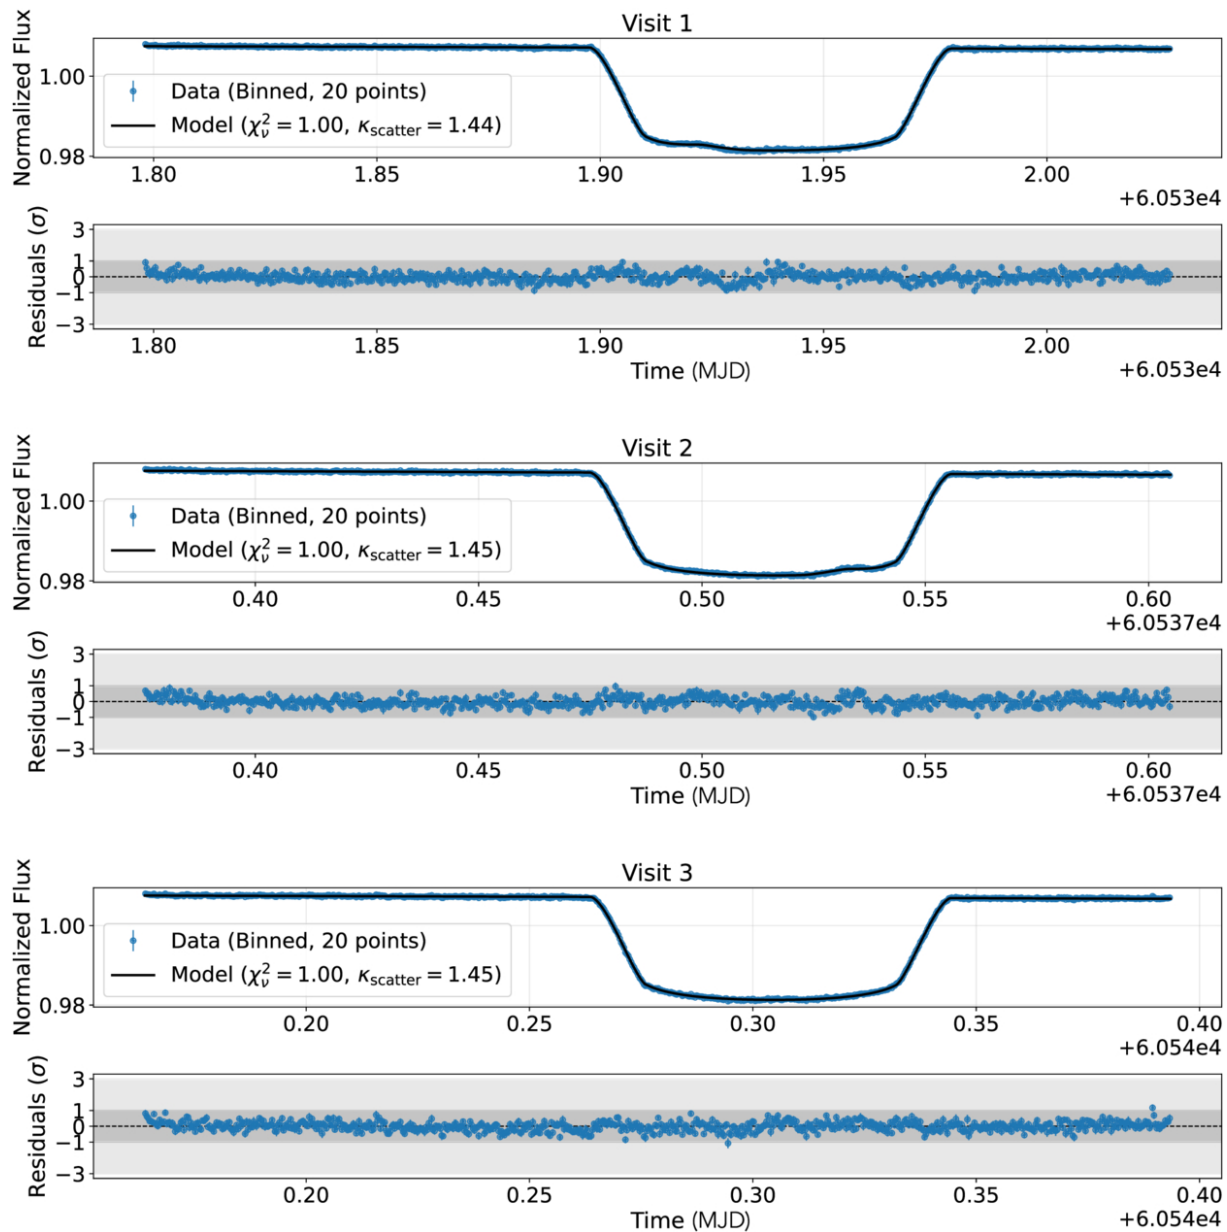 Visit 1
Normalized Flux
1.00
0.98
Data (Binned, 20 points)
Model (χ²ᵥ = 1.00, κscatter = 1.44)
1.80 1.85 1.90 1.95 2.00
+6.053e4
Residuals (σ)
3
1
0
−1
−3
1.80 1.85 1.90 1.95 2.00
Time (MJD)
+6.053e4
Visit 2
Normalized Flux
1.00
0.98
Data (Binned, 20 points)
Model (χ²ᵥ = 1.00, κscatter = 1.45)
0.40 0.45 0.50 0.55 0.60
+6.0537e4
Residuals (σ)
3
1
0
−1
−3
0.40 0.45 0.50 0.55 0.60
Time (MJD)
+6.0537e4
Visit 3
Normalized Flux
1.00
0.98
Data (Binned, 20 points)
Model (χ²ᵥ = 1.00, κscatter = 1.45)
0.20 0.25 0.30 0.35 0.40
+6.054e4
Residuals (σ)
3
1
0
−1
−3
0.20 0.25 0.30 0.35 0.40
Time (MJD)
+6.054e4